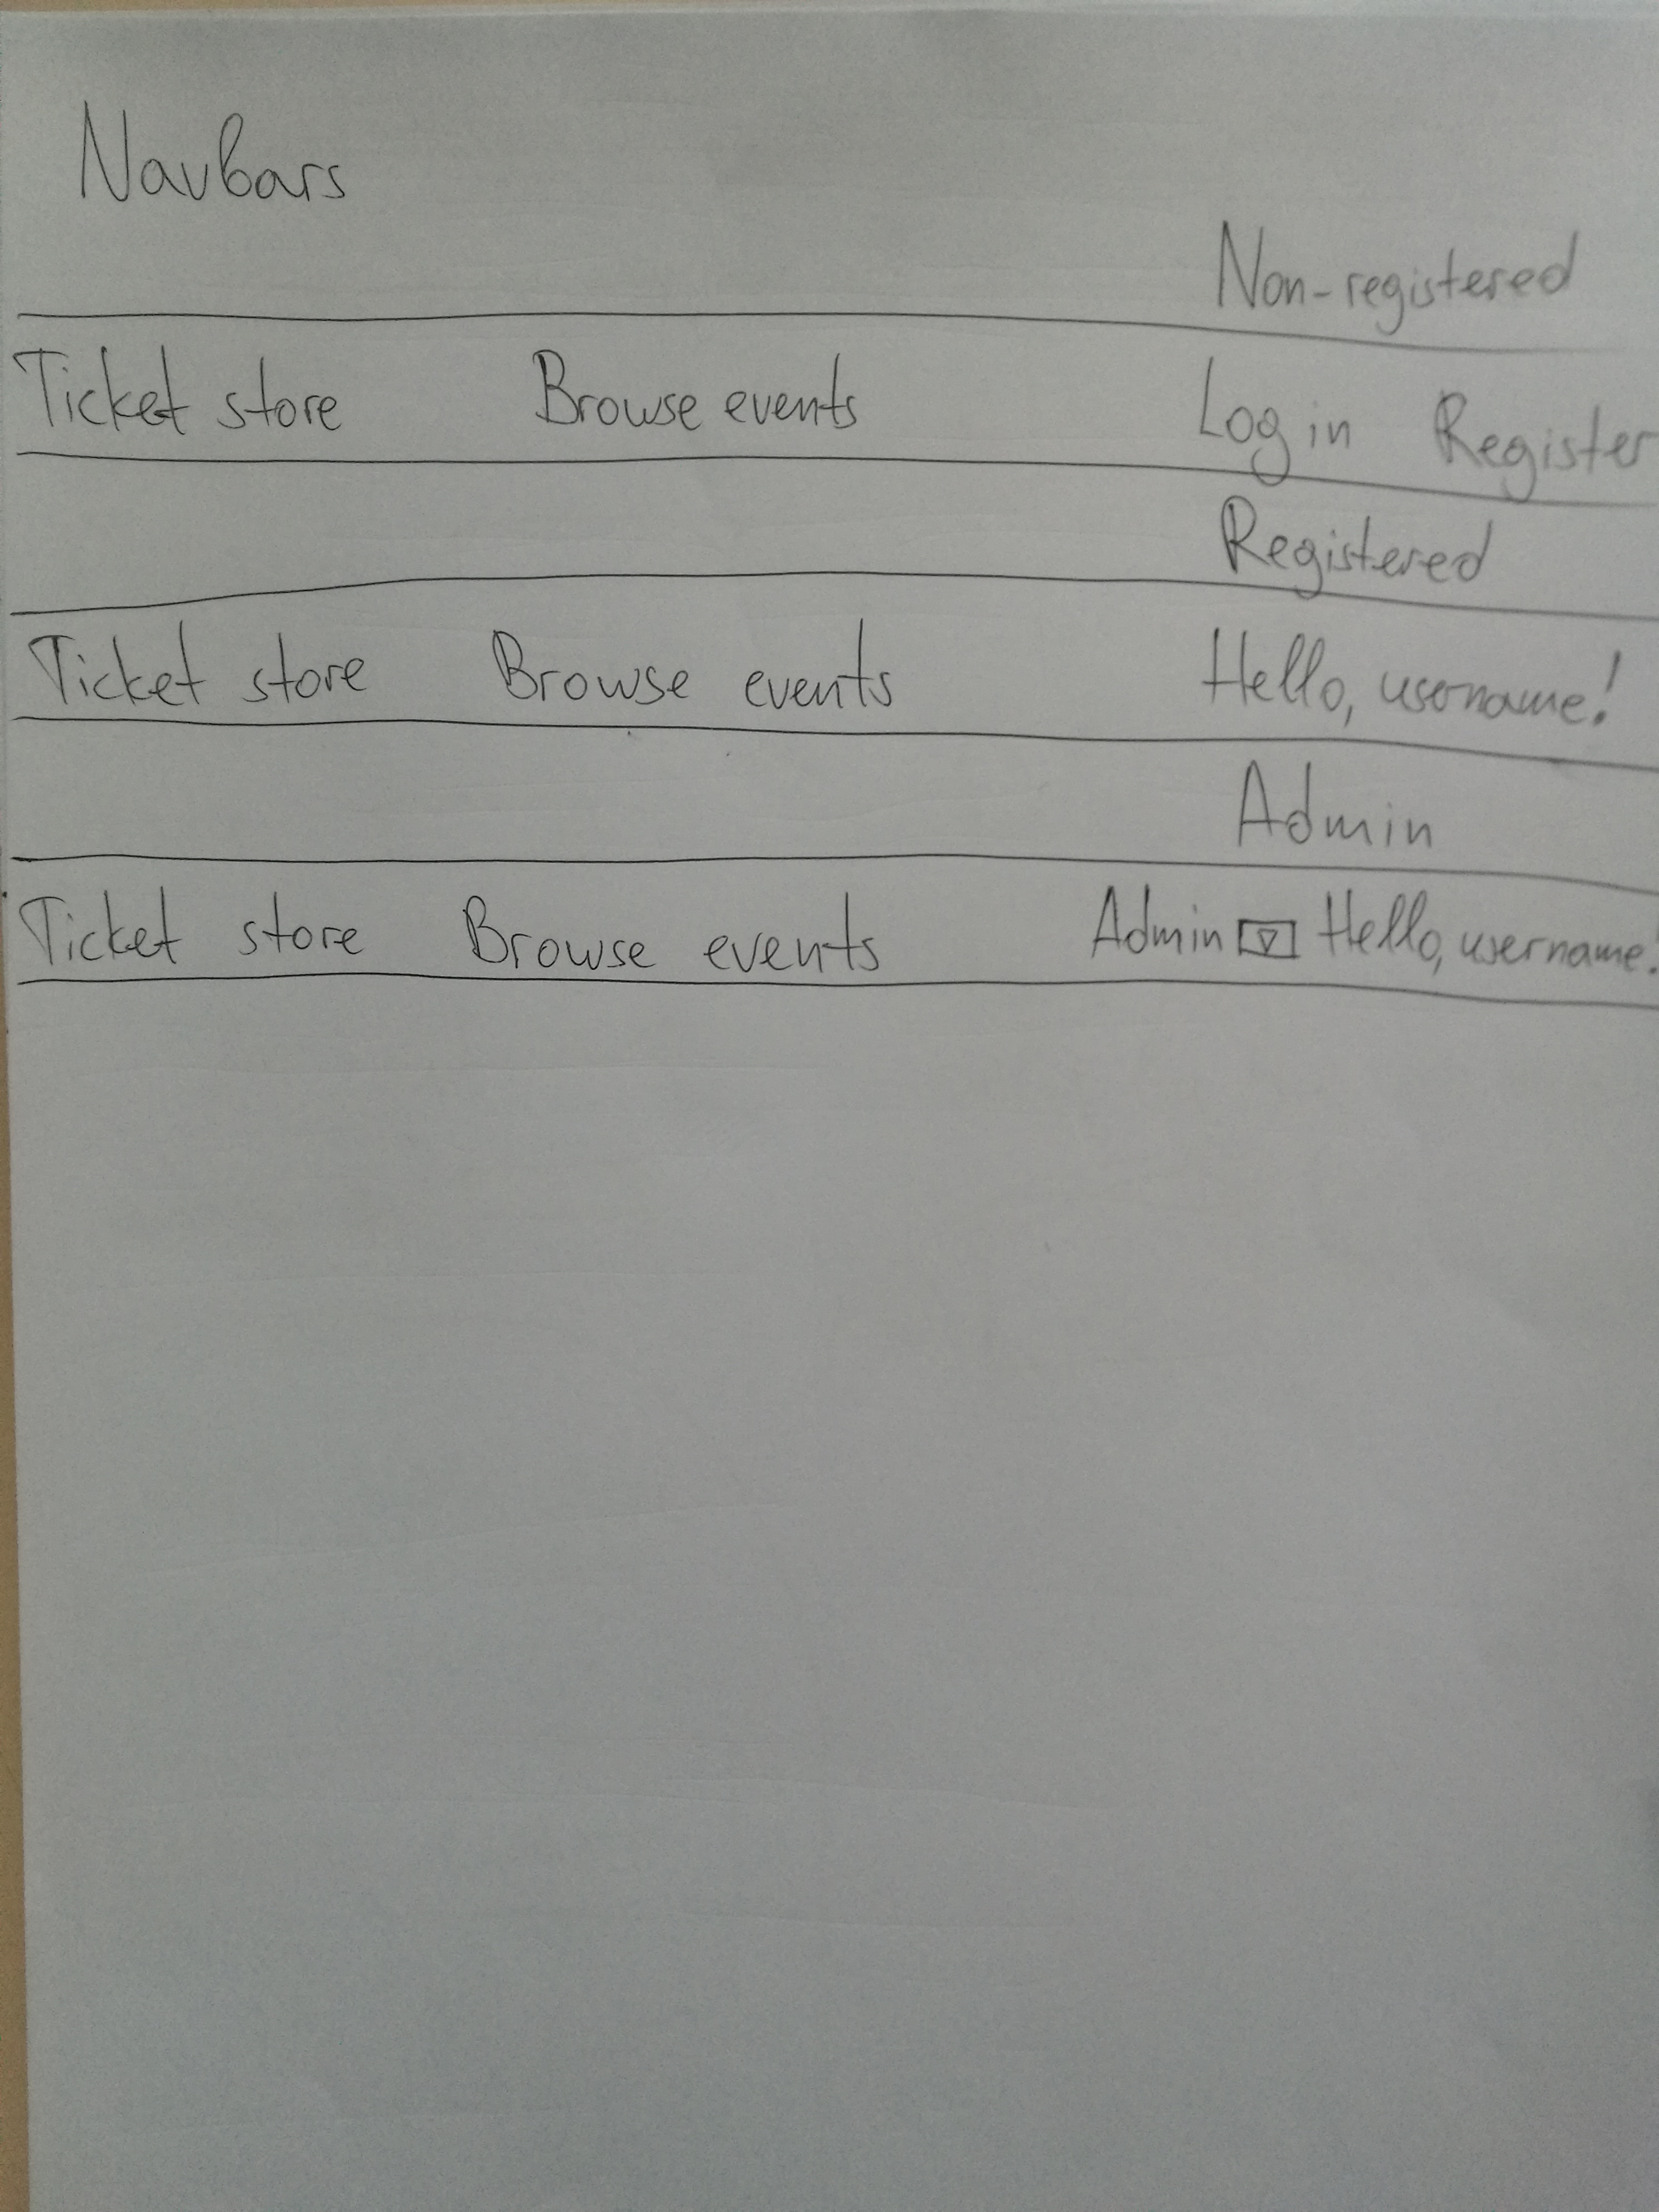 Navbars
Non-registered
Ticket store Browse events Log in Register
Registered
Ticket store Browse events Hello, username!
Admin
Ticket store Browse events Admin Hello, username!